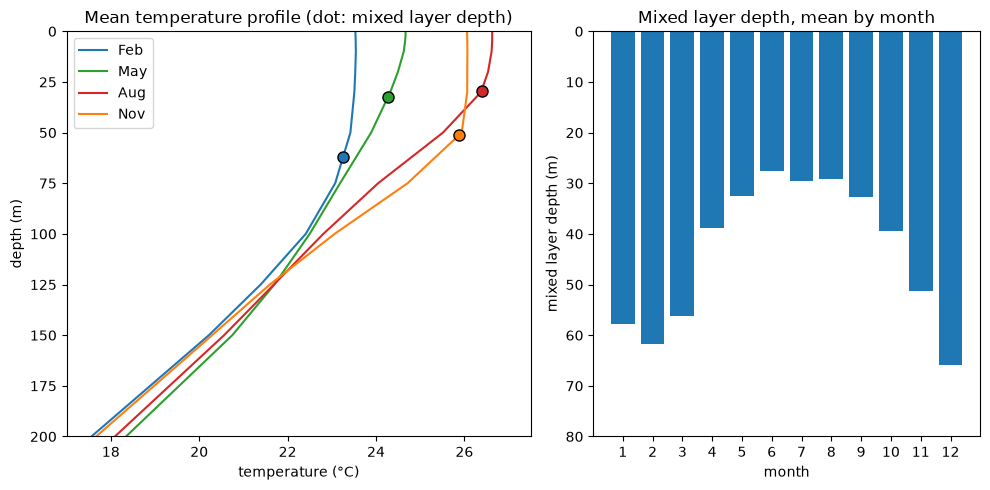 Mean temperature profile (dot: mixed layer depth)
Feb
May
Aug
Nov
0
25
50
75
100
125
150
175
200
depth (m)
18 20 22 24 26
temperature (°C)
Mixed layer depth, mean by month
0
10
20
30
40
50
60
70
80
mixed layer depth (m)
1 2 3 4 5 6 7 8 9 10 11 12
month